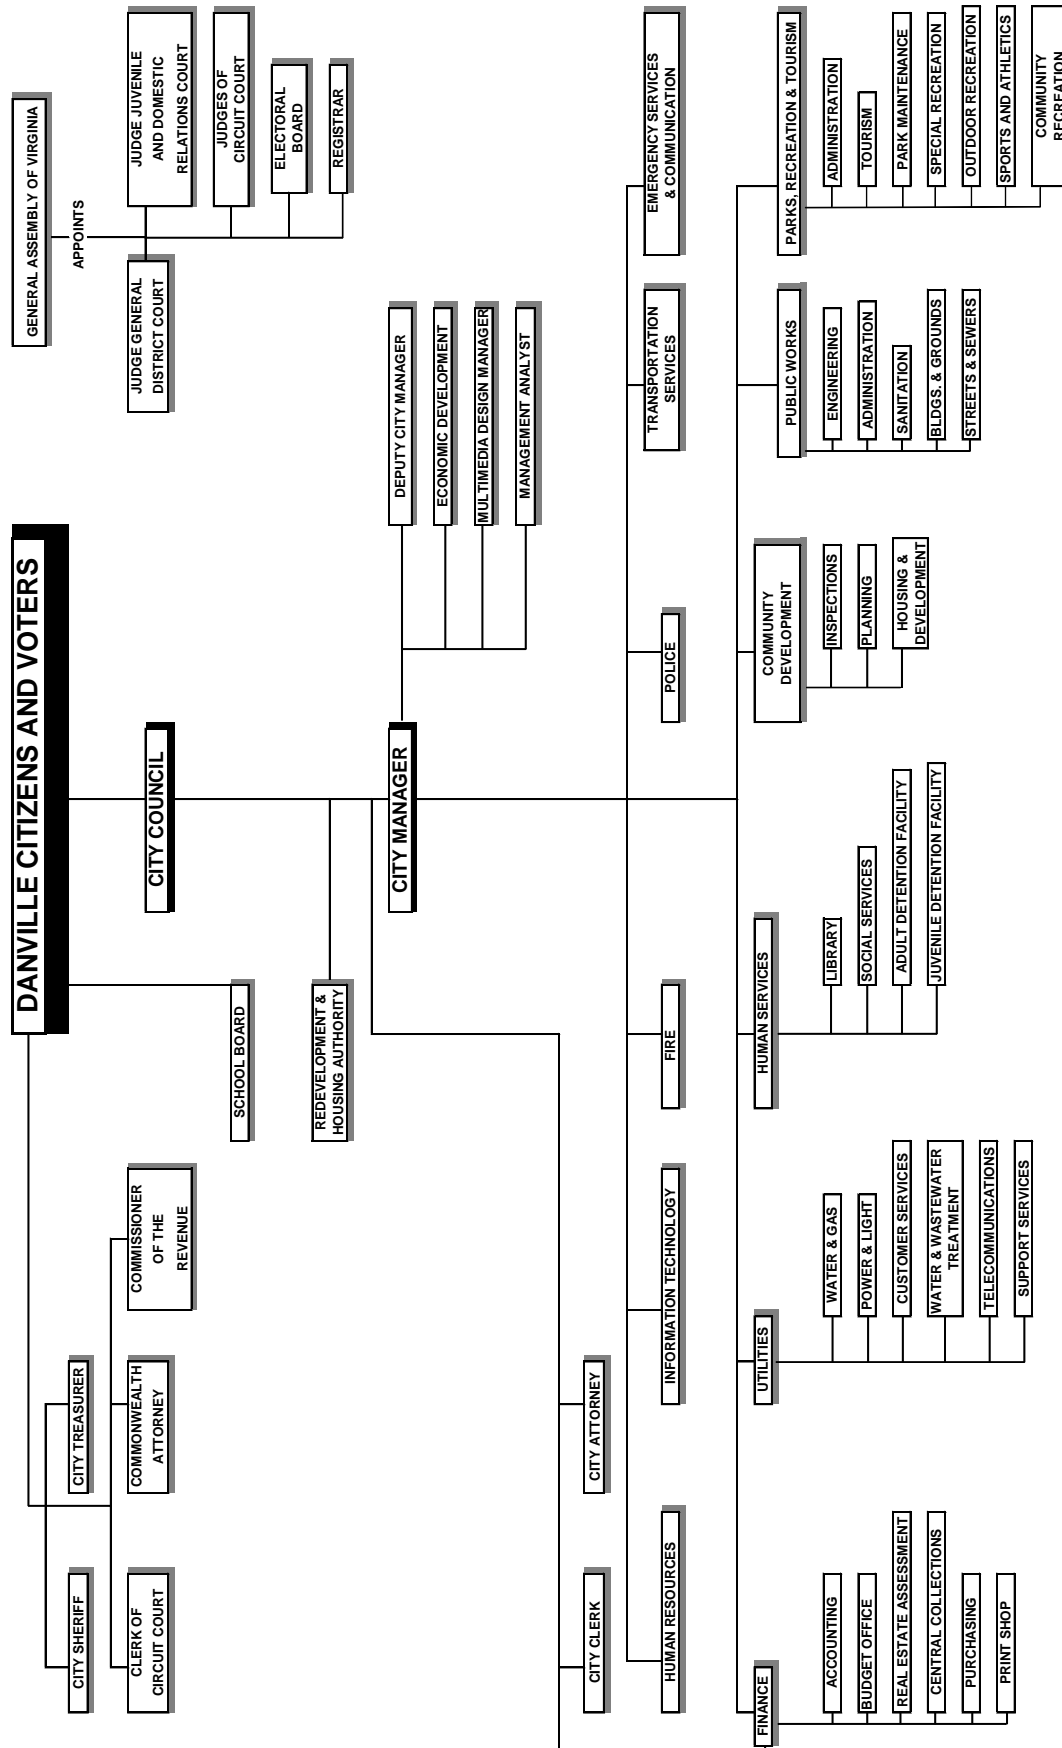 DANVILLE CITIZENS AND VOTERS
GENERAL ASSEMBLY OF VIRGINIA
APPOINTS
JUDGE GENERAL
DISTRICT COURT
JUDGE JUVENILE
AND DOMESTIC
RELATIONS COURT
JUDGES OF
CIRCUIT COURT
ELECTORAL
BOARD
REGISTRAR
CITY SHERIFF
CITY TREASURER
CLERK OF
CIRCUIT COURT
COMMONWEALTH
ATTORNEY
COMMISSIONER
OF THE
REVENUE
CITY COUNCIL
SCHOOL BOARD
REDEVELOPMENT &
HOUSING AUTHORITY
CITY MANAGER
DEPUTY CITY MANAGER
ECONOMIC DEVELOPMENT
MULTIMEDIA DESIGN MANAGER
MANAGEMENT ANALYST
CITY CLERK
CITY ATTORNEY
HUMAN RESOURCES
INFORMATION TECHNOLOGY
FIRE
POLICE
TRANSPORTATION
SERVICES
EMERGENCY SERVICES
& COMMUNICATION
FINANCE
ACCOUNTING
BUDGET OFFICE
REAL ESTATE ASSESSMENT
CENTRAL COLLECTIONS
PURCHASING
PRINT SHOP
UTILITIES
WATER & GAS
POWER & LIGHT
CUSTOMER SERVICES
WATER & WASTEWATER
TREATMENT
TELECOMMUNICATIONS
SUPPORT SERVICES
HUMAN SERVICES
LIBRARY
SOCIAL SERVICES
ADULT DETENTION FACILITY
JUVENILE DETENTION FACILITY
COMMUNITY
DEVELOPMENT
INSPECTIONS
PLANNING
HOUSING &
DEVELOPMENT
PUBLIC WORKS
ENGINEERING
ADMINISTRATION
SANITATION
BLDGS. & GROUNDS
STREETS & SEWERS
PARKS, RECREATION & TOURISM
ADMINISTRATION
TOURISM
PARK MAINTENANCE
SPECIAL RECREATION
OUTDOOR RECREATION
SPORTS AND ATHLETICS
COMMUNITY
RECREATION